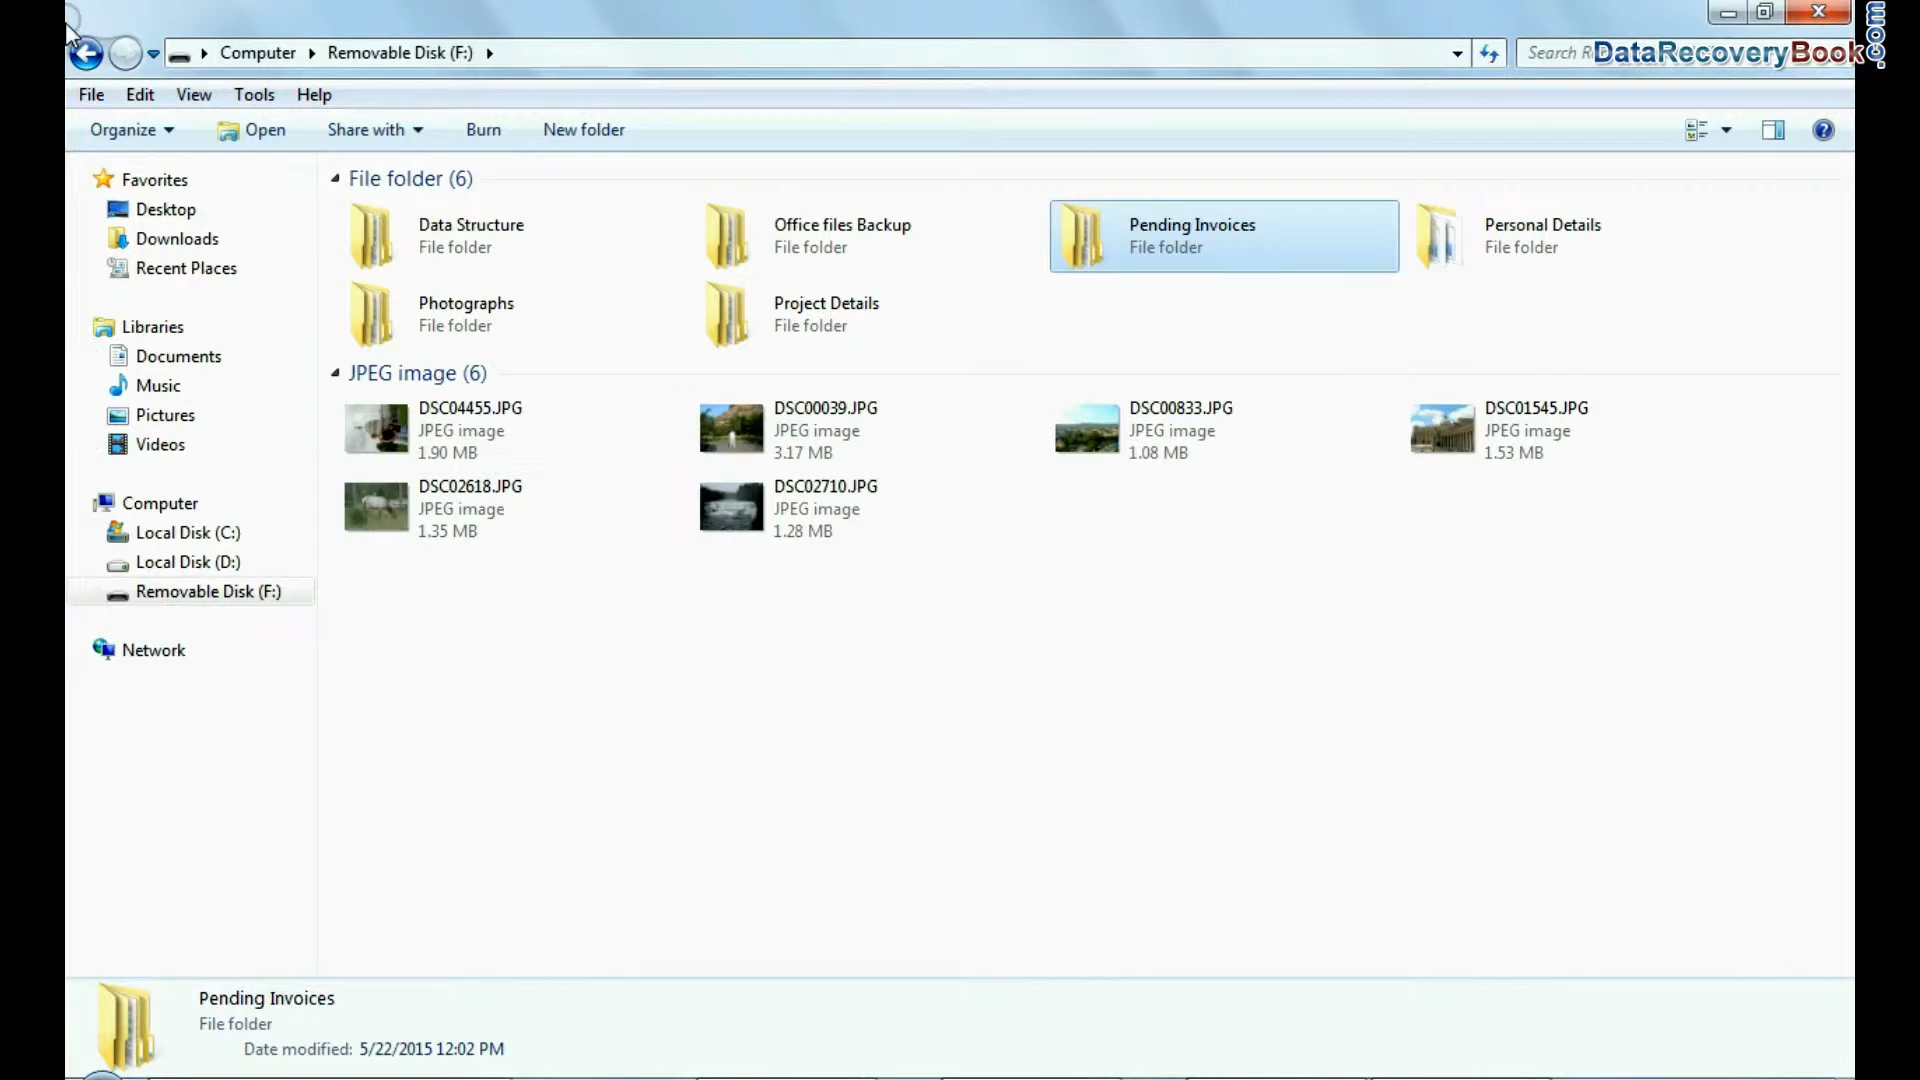 Computer Removable Disk (F:)
Search R
DataRecoveryBook.com
File Edit View Tools Help
Organize Open Share with Burn New folder
Favorites
Desktop
Downloads
Recent Places
Libraries
Documents
Music
Pictures
Videos
Computer
Local Disk (C:)
Local Disk (D:)
Removable Disk (F:)
Network
File folder (6)
Data Structure
File folder
Office files Backup
File folder
Pending Invoices
File folder
Personal Details
File folder
Photographs
File folder
Project Details
File folder
JPEG image (6)
DSC04455.JPG
JPEG image
1.90 MB
DSC00039.JPG
JPEG image
3.17 MB
DSC00833.JPG
JPEG image
1.08 MB
DSC01545.JPG
JPEG image
1.53 MB
DSC02618.JPG
JPEG image
1.35 MB
DSC02710.JPG
JPEG image
1.28 MB
Pending Invoices
File folder
Date modified: 5/22/2015 12:02 PM